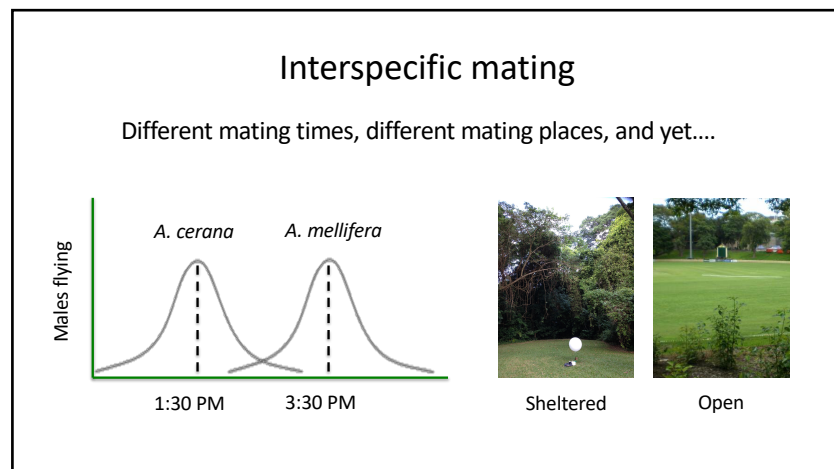 Interspecific mating
Different mating times, different mating places, and yet....
A. cerana
A. mellifera
Males flying
1:30 PM
3:30 PM
Sheltered
Open